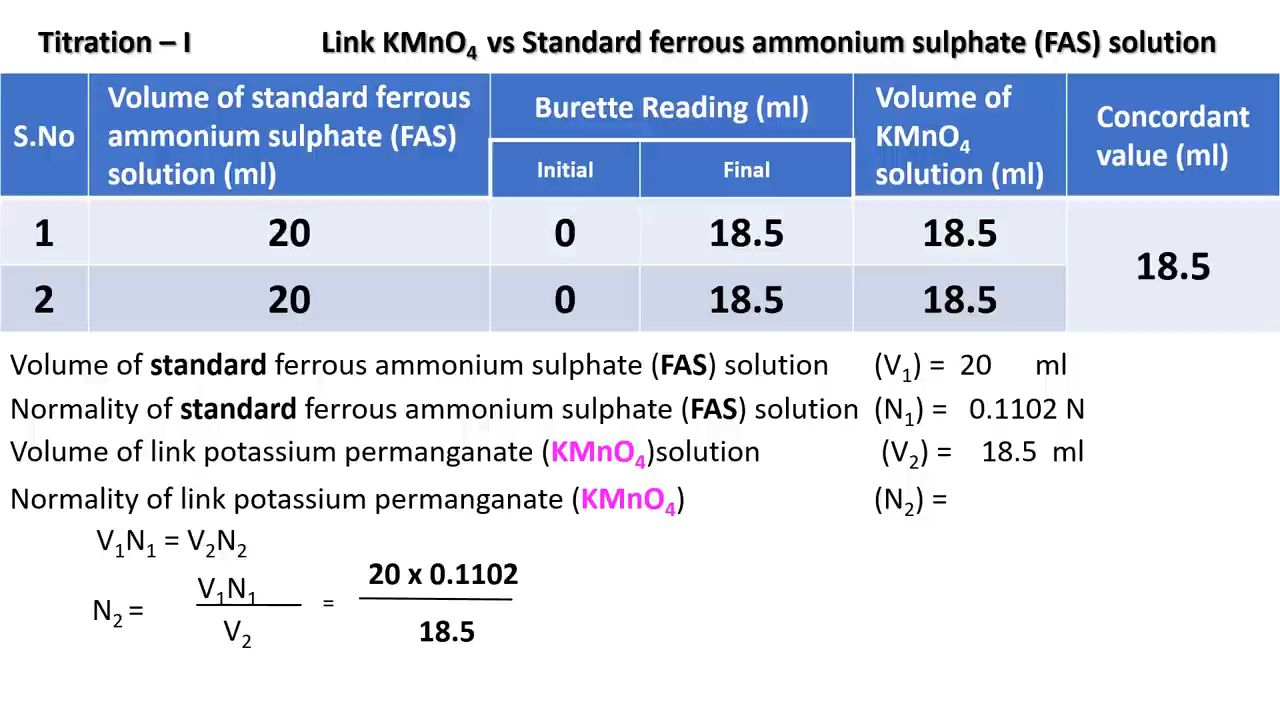 Titration – I Link KMnO₄ vs Standard ferrous ammonium sulphate (FAS) solution
S.No
Volume of standard ferrous
ammonium sulphate (FAS)
solution (ml)
Burette Reading (ml)
Initial
Final
Volume of
KMnO₄
solution (ml)
Concordant
value (ml)
1 20 0 18.5 18.5
18.5
2 20 0 18.5 18.5
Volume of standard ferrous ammonium sulphate (FAS) solution (V₁) = 20 ml
Normality of standard ferrous ammonium sulphate (FAS) solution (N₁) = 0.1102 N
Volume of link potassium permanganate (KMnO₄)solution (V₂) = 18.5 ml
Normality of link potassium permanganate (KMnO₄) (N₂) =
V₁N₁ = V₂N₂
N₂ =
V₁N₁
V₂
=
20 x 0.1102
18.5